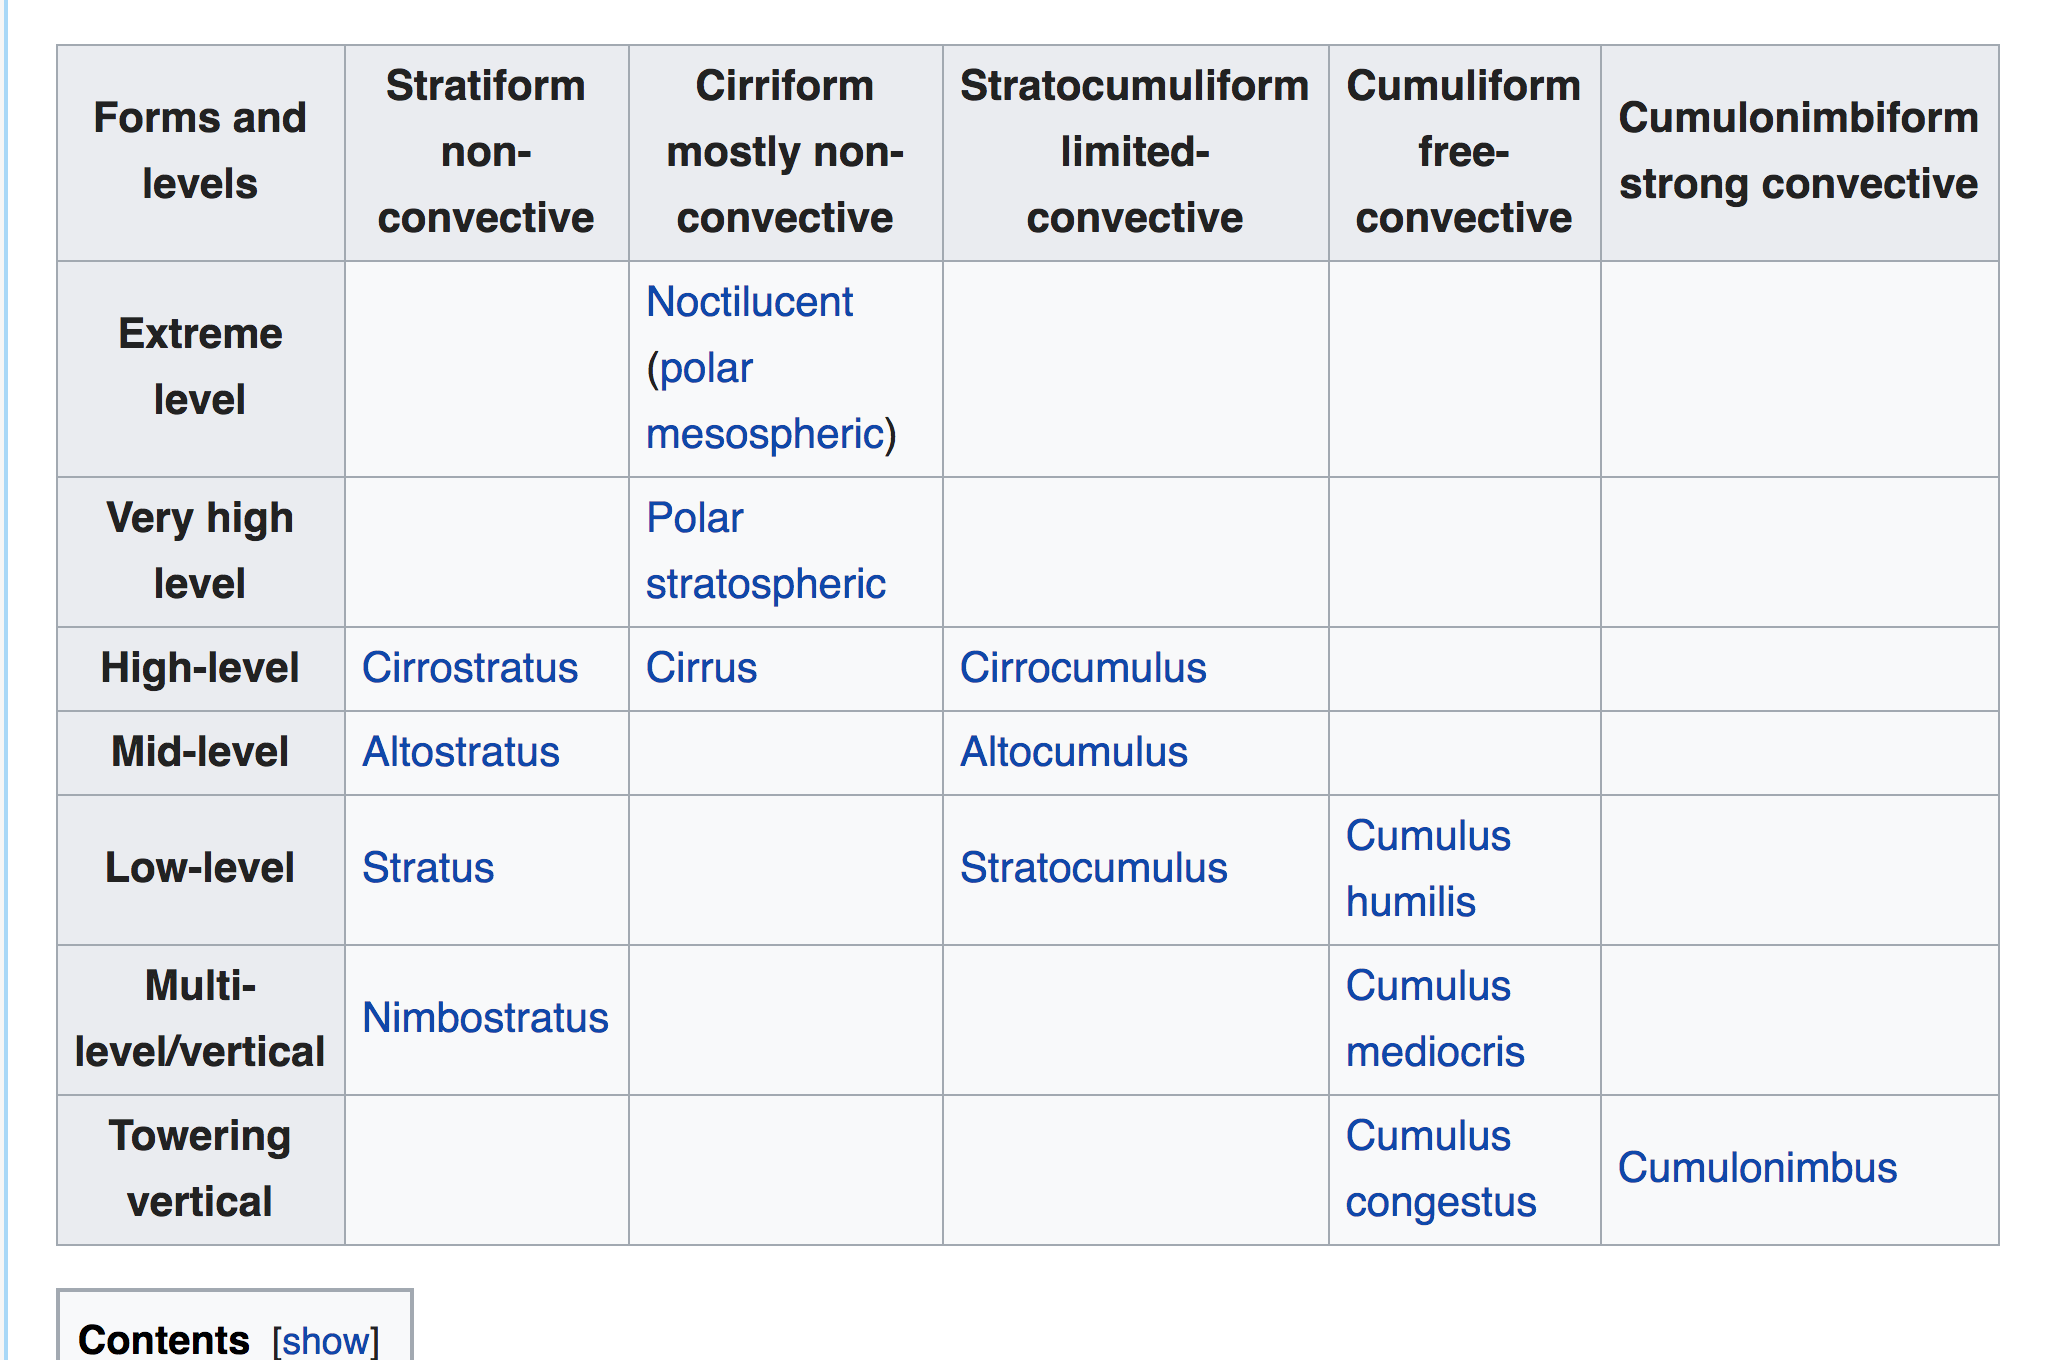 Forms and levels | Stratiform non-convective | Cirriform mostly non-convective | Stratocumuliform limited-convective | Cumuliform free-convective | Cumulonimbiform strong convective
Extreme level | | Noctilucent (polar mesospheric) | | |
Very high level | | Polar stratospheric | | |
High-level | Cirrostratus | Cirrus | Cirrocumulus | |
Mid-level | Altostratus | | Altocumulus | |
Low-level | Stratus | | Stratocumulus | Cumulus humilis |
Multi-level/vertical | Nimbostratus | | | Cumulus mediocris |
Towering vertical | | | | Cumulus congestus | Cumulonimbus
Contents [show]